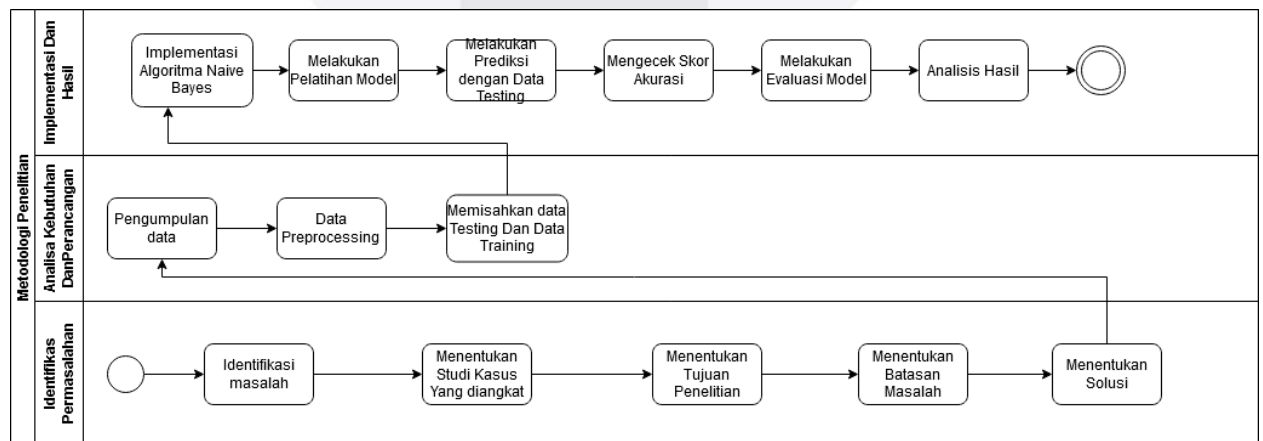 Metodologi Penelitian
Implementasi Dan
Hasil
Implementasi
Algoritma Naive
Bayes
Melakukan
Pelatihan Model
Melakukan
Prediksi
dengan Data
Testing
Mengecek Skor
Akurasi
Melakukan
Evaluasi Model
Analisis Hasil
Analisa Kebutuhan
DanPerancangan
Pengumpulan
data
Data
Preprocessing
Memisahkan data
Testing Dan Data
Training
Identifikas
Permasalahan
Identifikasi
masalah
Menentukan
Studi Kasus
Yang diangkat
Menentukan
Tujuan
Penelitian
Menentukan
Batasan
Masalah
Menentukan
Solusi